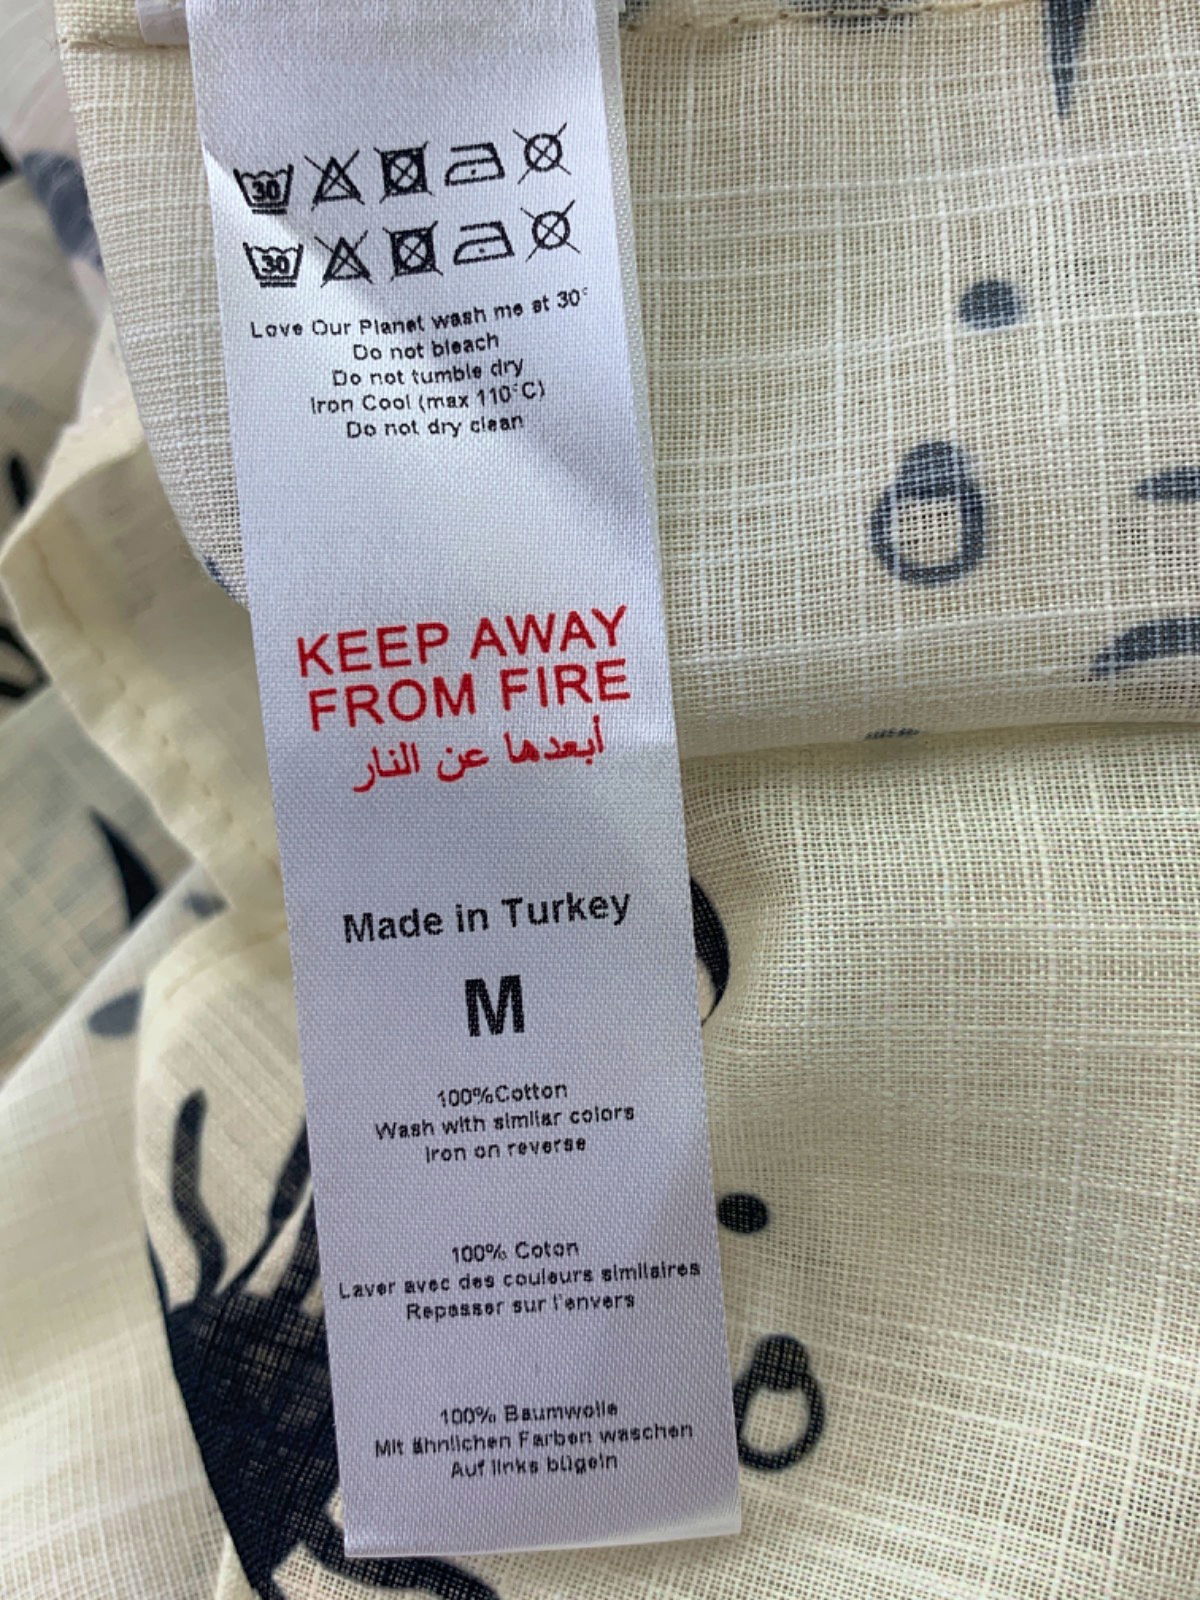 30
30
Love Our Planet wash me at 30°
Do not bleach
Do not tumble dry
Iron Cool (max 110°C)
Do not dry clean
KEEP AWAY
FROM FIRE
أبعدها عن النار
Made in Turkey
M
100%Cotton
Wash with similar colors
Iron on reverse
100% Coton
Laver avec des couleurs similaires
Repasser sur l'envers
100% Baumwolle
Mit ähnlichen Farben waschen
Auf links bügeln